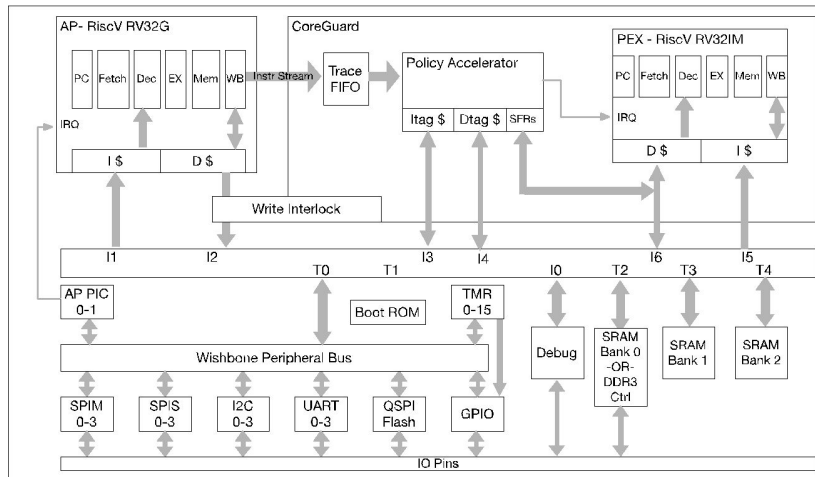 AP- RiscV RV32G
CoreGuard
PEX - RiscV RV32IM
PC
Fetch
Dec
EX
Mem
WB
Instr Stream
Trace
FIFO
Policy Accelerator
Itag $
Dtag $
SFRs
PC
Fetch
Dec
EX
Mem
WB
IRQ
I $
D $
IRQ
D $
I $
Write Interlock
I1
I2
I3
I4
I6
I5
T0
T1
I0
T2
T3
T4
AP PIC
0-1
Boot ROM
TMR
0-15
Debug
SRAM
Bank 0
-OR-
DDR3
Ctrl
SRAM
Bank 1
SRAM
Bank 2
Wishbone Peripheral Bus
SPIM
0-3
SPIS
0-3
I2C
0-3
UART
0-3
QSPI
Flash
GPIO
IO Pins